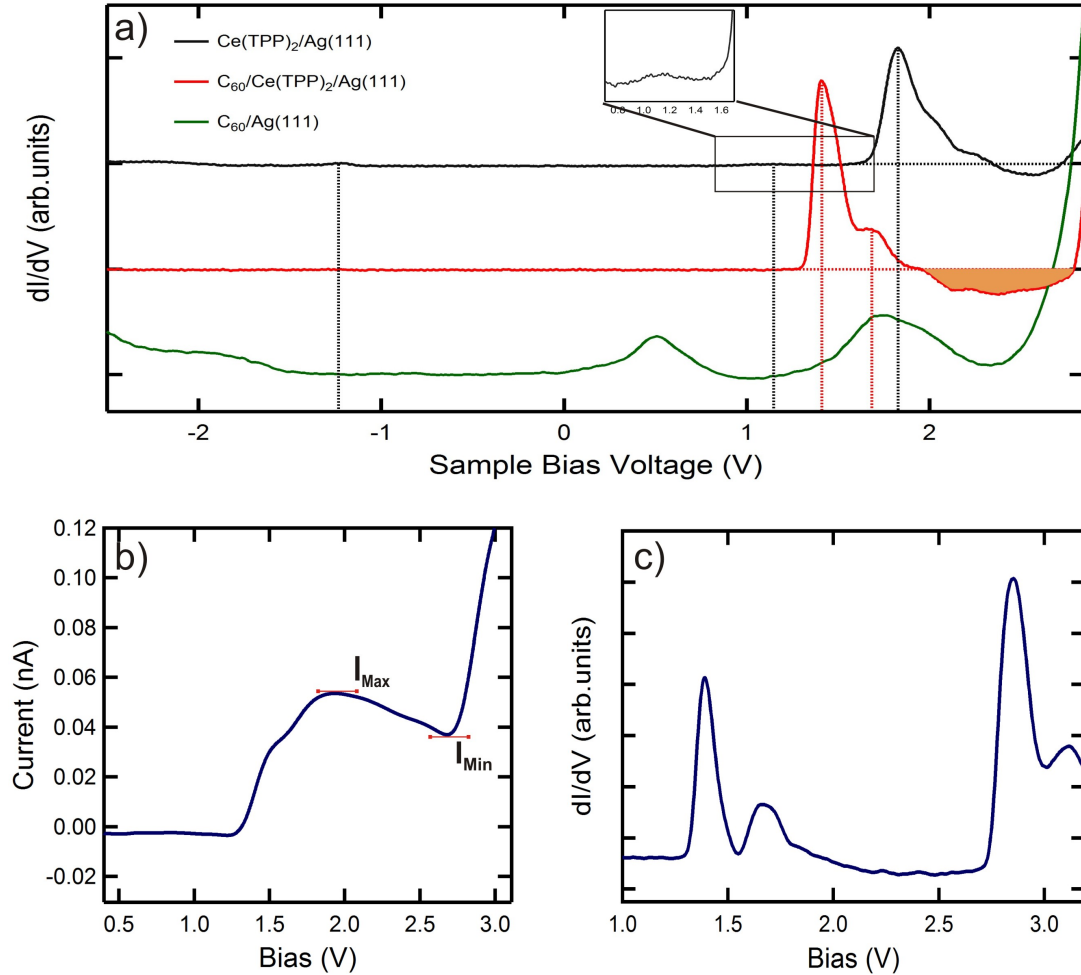 a)
Ce(TPP)₂/Ag(111)
C₆₀/Ce(TPP)₂/Ag(111)
C₆₀/Ag(111)
0.8 1.0 1.2 1.4 1.6
dI/dV (arb.units)
-2 -1 0 1 2
Sample Bias Voltage (V)
b)
0.12
0.10
0.08
0.06
0.04
0.02
0.00
-0.02
Current (nA)
I Max
I Min
0.5 1.0 1.5 2.0 2.5 3.0
Bias (V)
c)
dI/dV (arb.units)
1.0 1.5 2.0 2.5 3.0
Bias (V)